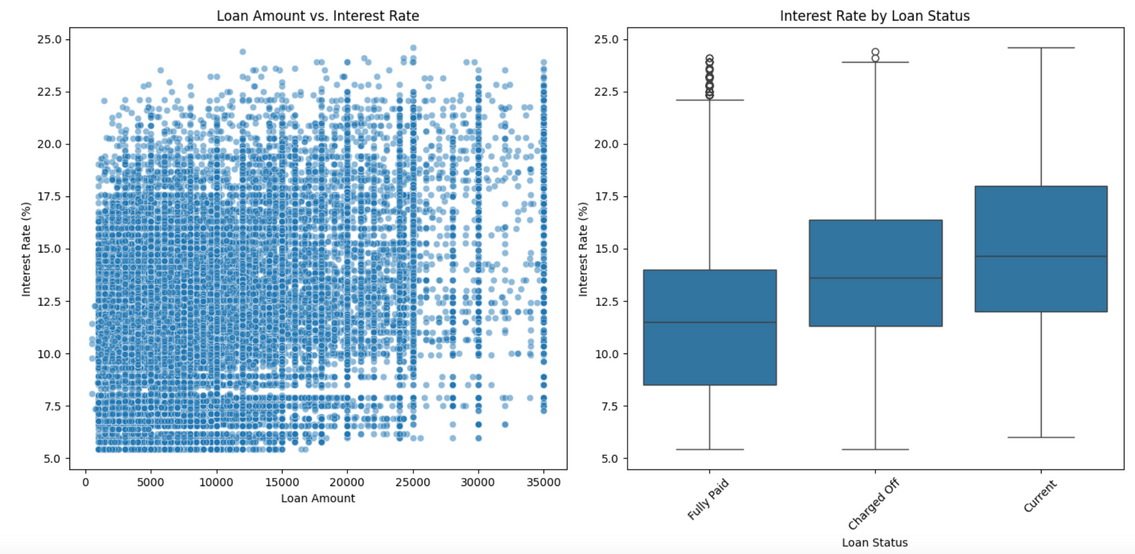 Loan Amount vs. Interest Rate
Interest Rate (%)
25.0
22.5
20.0
17.5
15.0
12.5
10.0
7.5
5.0
0 5000 10000 15000 20000 25000 30000 35000
Loan Amount
Interest Rate by Loan Status
Interest Rate (%)
25.0
22.5
20.0
17.5
15.0
12.5
10.0
7.5
5.0
Fully Paid
Charged Off
Current
Loan Status